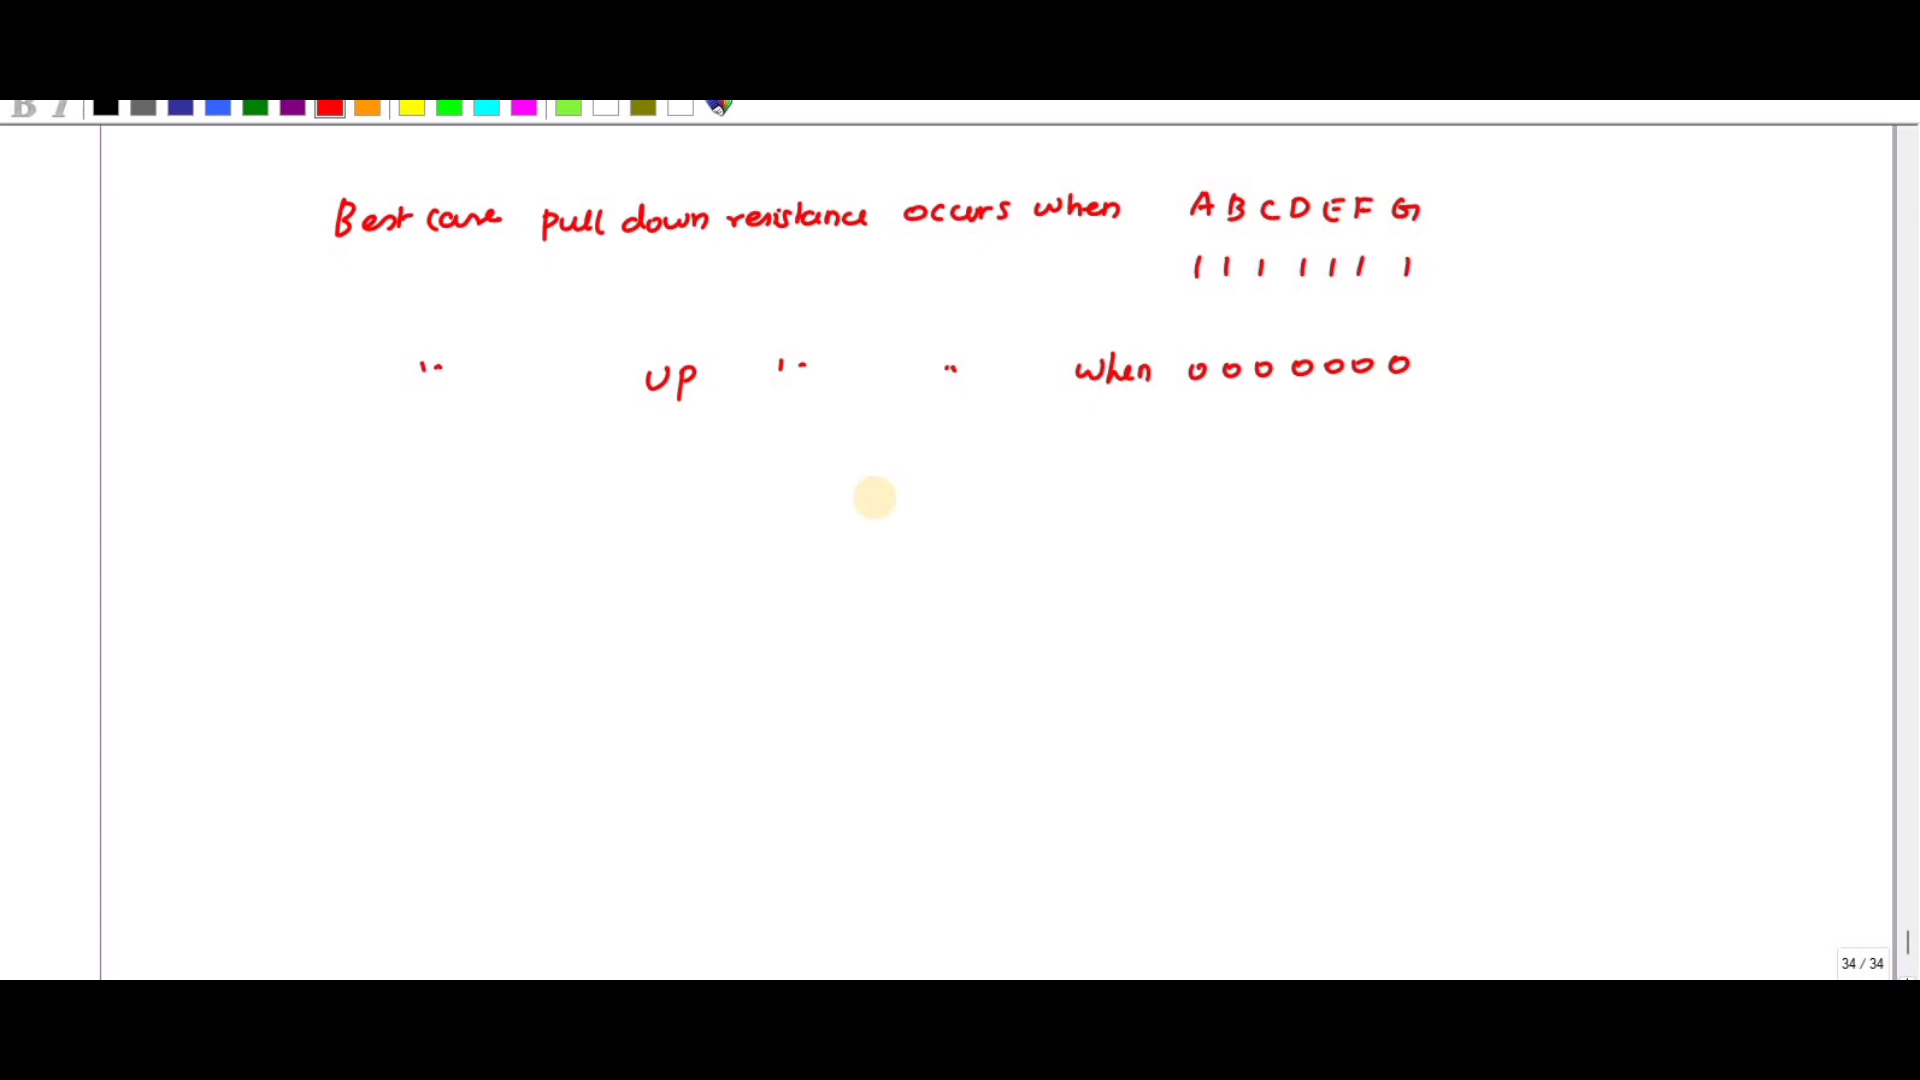 B I
Best case pull down resistance occurs when A B C D E F G
1 1 1 1 1 1 1
" up " " when 0 0 0 0 0 0 0
34 / 34